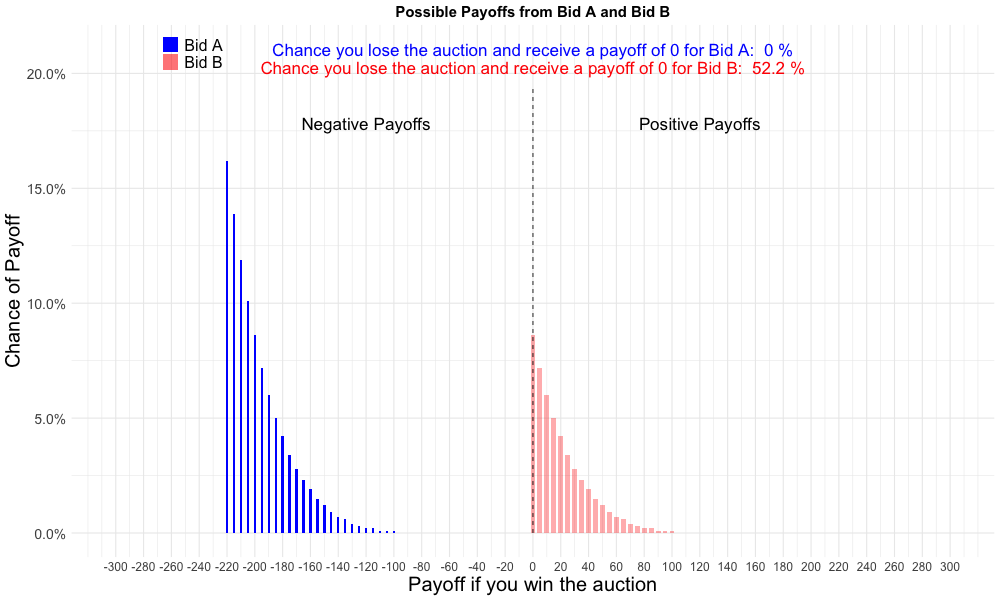 Possible Payoffs from Bid A and Bid B
Bid A
Bid B
Chance you lose the auction and receive a payoff of 0 for Bid A:  0 %
Chance you lose the auction and receive a payoff of 0 for Bid B:  52.2 %
Negative Payoffs
Positive Payoffs
Chance of Payoff
20.0%
15.0%
10.0%
5.0%
0.0%
-300 -280 -260 -240 -220 -200 -180 -160 -140 -120 -100 -80 -60 -40 -20 0 20 40 60 80 100 120 140 160 180 200 220 240 260 280 300
Payoff if you win the auction